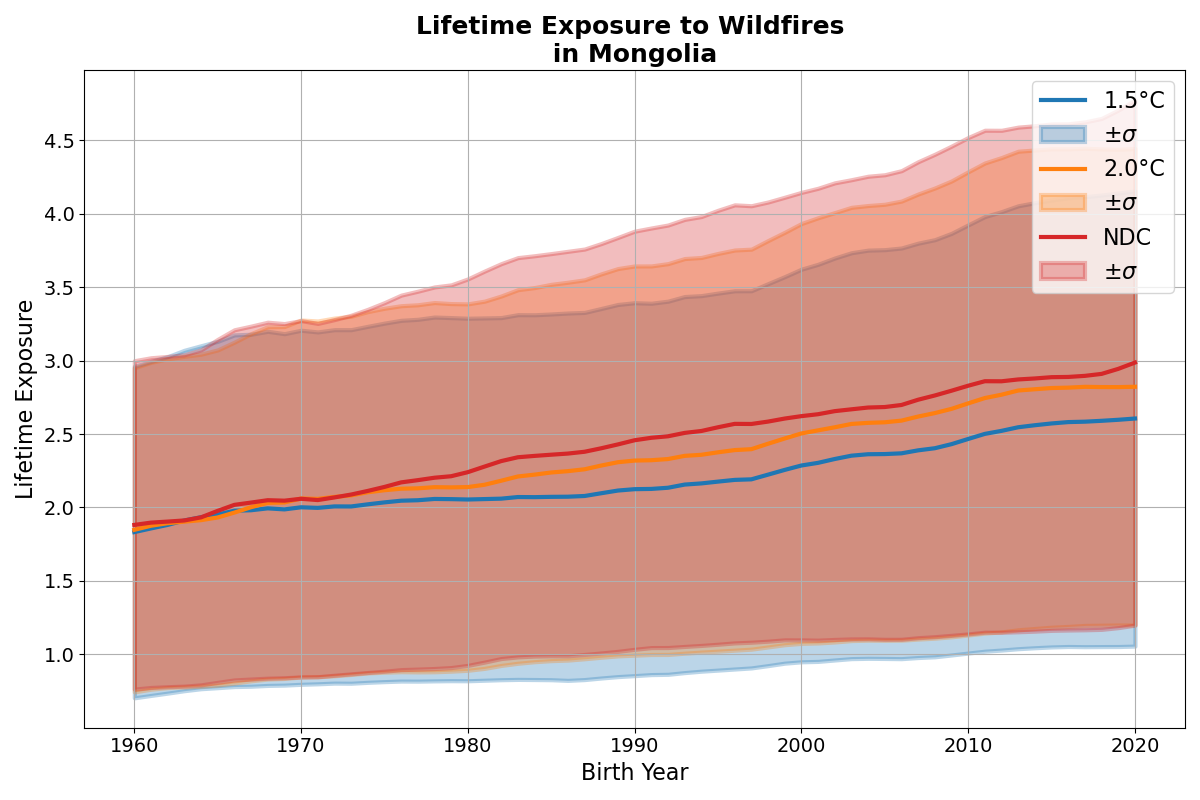 Lifetime Exposure to Wildfires
in Mongolia
1.5°C
±σ
2.0°C
±σ
NDC
±σ
Lifetime Exposure
4.5
4.0
3.5
3.0
2.5
2.0
1.5
1.0
1960 1970 1980 1990 2000 2010 2020
Birth Year